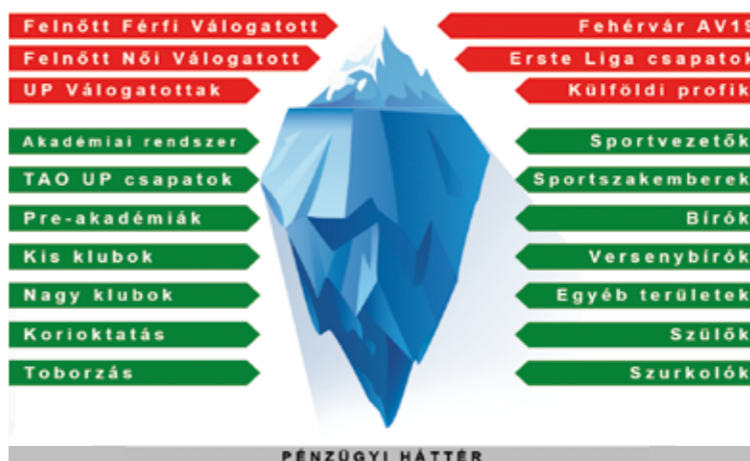 Felnőtt Férfi Válogatott
Felnőtt Női Válogatott
UP Válogatottak
Akadémiai rendszer
TAO UP csapatok
Pre-akadémiák
Kis klubok
Nagy klubok
Korioktatás
Toborzás
Fehérvár AV19
Erste Liga csapatok
Külföldi profik
Sportvezetők
Sportszakemberek
Bírók
Versenybírók
Egyéb területek
Szülők
Szurkolók
PÉNZÜGYI HÁTTÉR